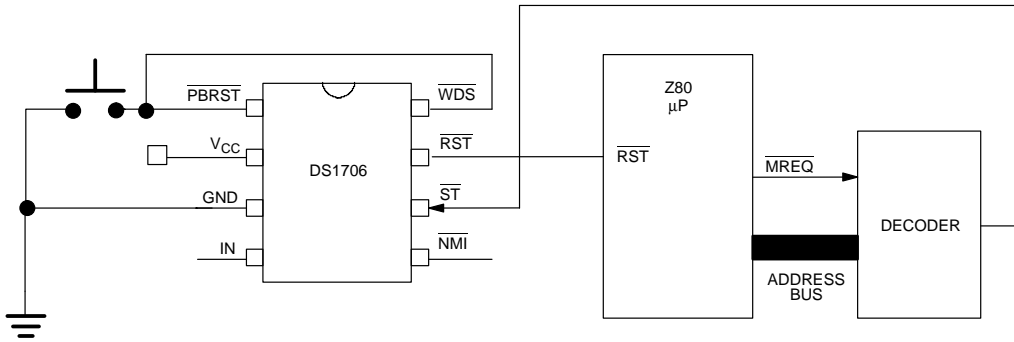 PBRST
WDS
VCC
RST
DS1706
GND
ST
IN
NMI
Z80
µP
RST
MREQ
DECODER
ADDRESS
BUS